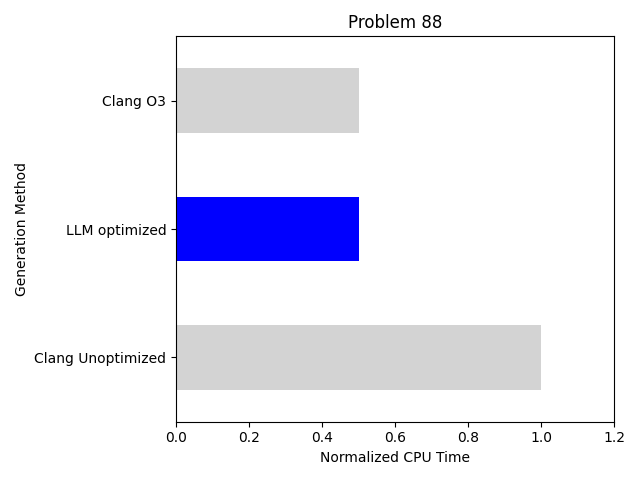 Problem 88
Generation Method
Clang O3
LLM optimized
Clang Unoptimized
0.0 0.2 0.4 0.6 0.8 1.0 1.2
Normalized CPU Time